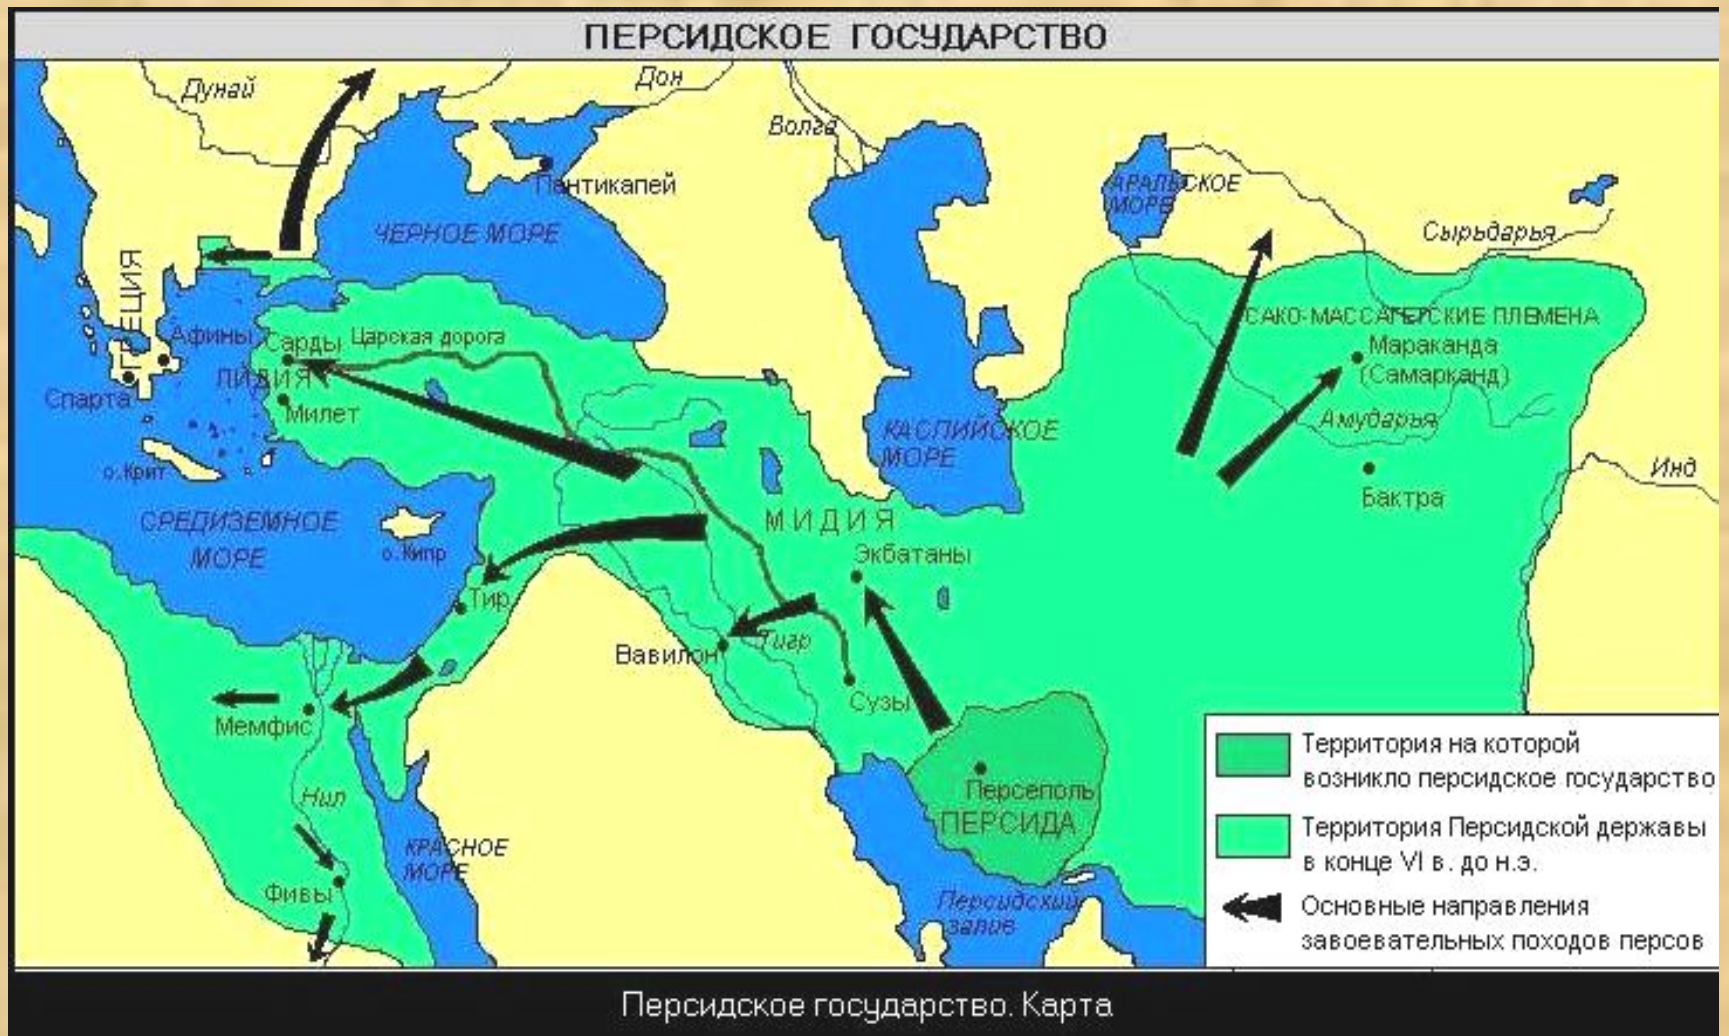 ПЕРСИДСКОЕ ГОСУДАРСТВО
Дунай
Дон
Волга
Пантикапей
ЧЕРНОЕ МОРЕ
АРАЛЬСКОЕ
МОРЕ
Сырьдарья
ГРЕЦИЯ
САКО-МАССАГЕТСКИЕ ПЛЕМЕНА
Мараканда
(Самарканд)
Афины
Сарды
Царская дорога
ЛИДИЯ
Спарта
Милет
Амударья
КАСПИЙСКОЕ
МОРЕ
о.Крит
Инд
Бактра
СРЕДИЗЕМНОЕ
МОРЕ
о.Кипр
МИДИЯ
Экбатаны
Тир
Тигр
Вавилон
Сузы
Мемфис
Нил
Персеполь
ПЕРСИДА
КРАСНОЕ
МОРЕ
Фивы
Персидский
залив
Территория на которой
возникло персидское государство
Территория Персидской державы
в конце VI в. до н.э.
Основные направления
завоевательных походов персов
Персидское государство. Карта